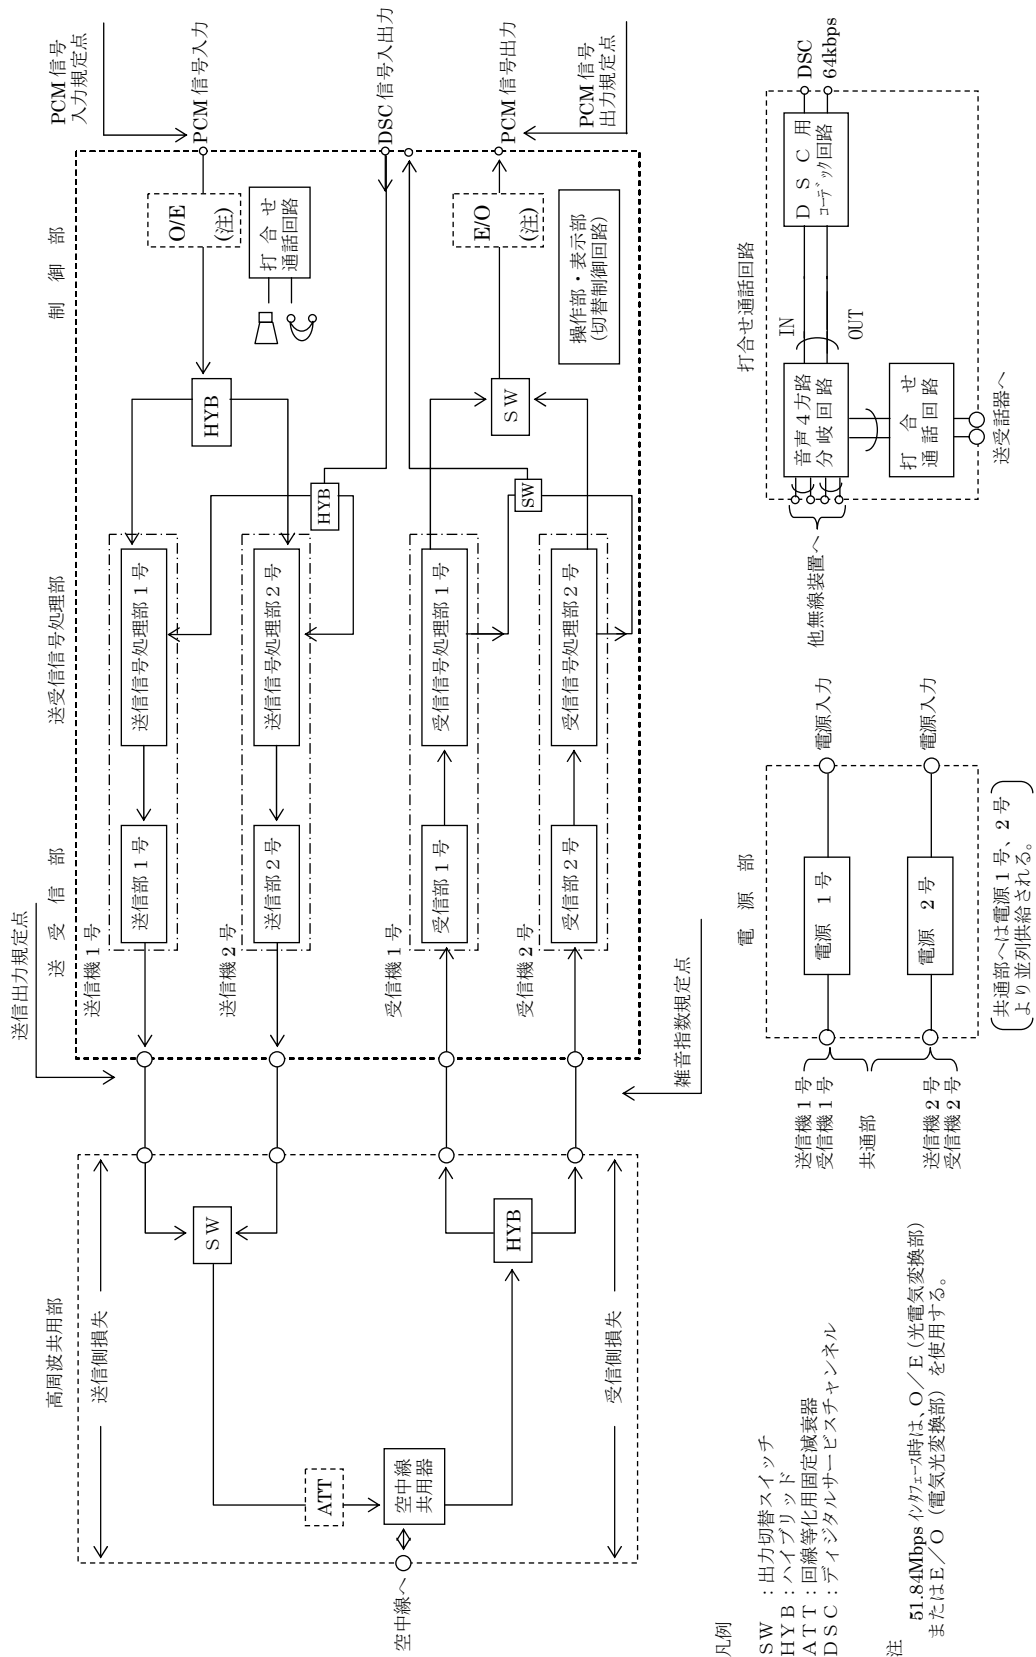 高周波共用部
送信側損失
SW
ATT
空中線
共用器
空中線へ
HYB
受信側損失
送信出力規定点
雑音指数規定点
送 受 信 部
送受信信号処理部
制 御 部
送信機1号
送信部1号
送信信号処理部1号
送信機2号
送信部2号
送信信号処理部2号
受信機1号
受信部1号
受信信号処理部1号
受信機2号
受信部2号
受信信号処理部2号
HYB
HYB
SW
SW
O/E
(注)
打 合 せ
通話回路
E/O
(注)
操作部・表示部
(切替制御回路)
PCM信号
入力規定点
PCM信号入力
DSC信号入出力
PCM信号出力
PCM信号
出力規定点
凡例
SW :出力切替スイッチ
HYB:ハイブリッド
ATT:回線等化用固定減衰器
DSC:ディジタルサービスチャンネル
注
51.84Mbps インタフェース時は、O/E(光電気変換部)
またはE/O(電気光変換部)を使用する。
電 源 部
送信機1号
受信機1号
共通部
送信機2号
受信機2号
電源 1号
電源 2号
電源入力
電源入力
共通部へは電源1号、2号
より並列供給される。
打合せ通話回路
他無線装置へ
音声4方路
分岐回路
IN
OUT
DSC用
コーデック回路
DSC
64kbps
打 合 せ
通話回路
送受話器へ